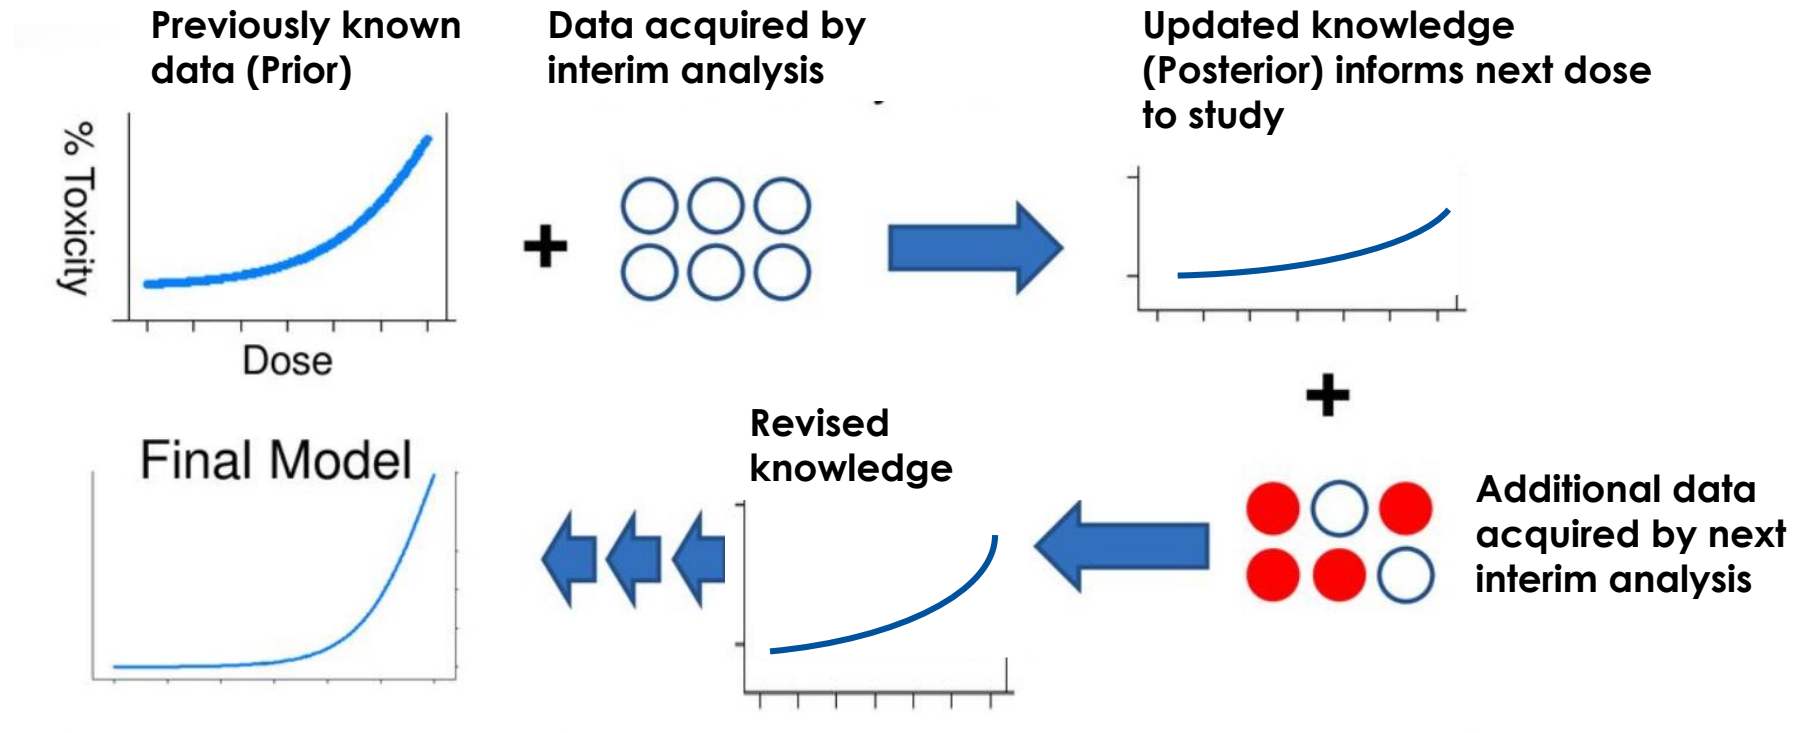 Previously known
data (Prior)
Data acquired by
interim analysis
Updated knowledge
(Posterior) informs next dose
to study
% Toxicity
Dose
+
+
Final Model
Revised
knowledge
Additional data
acquired by next
interim analysis